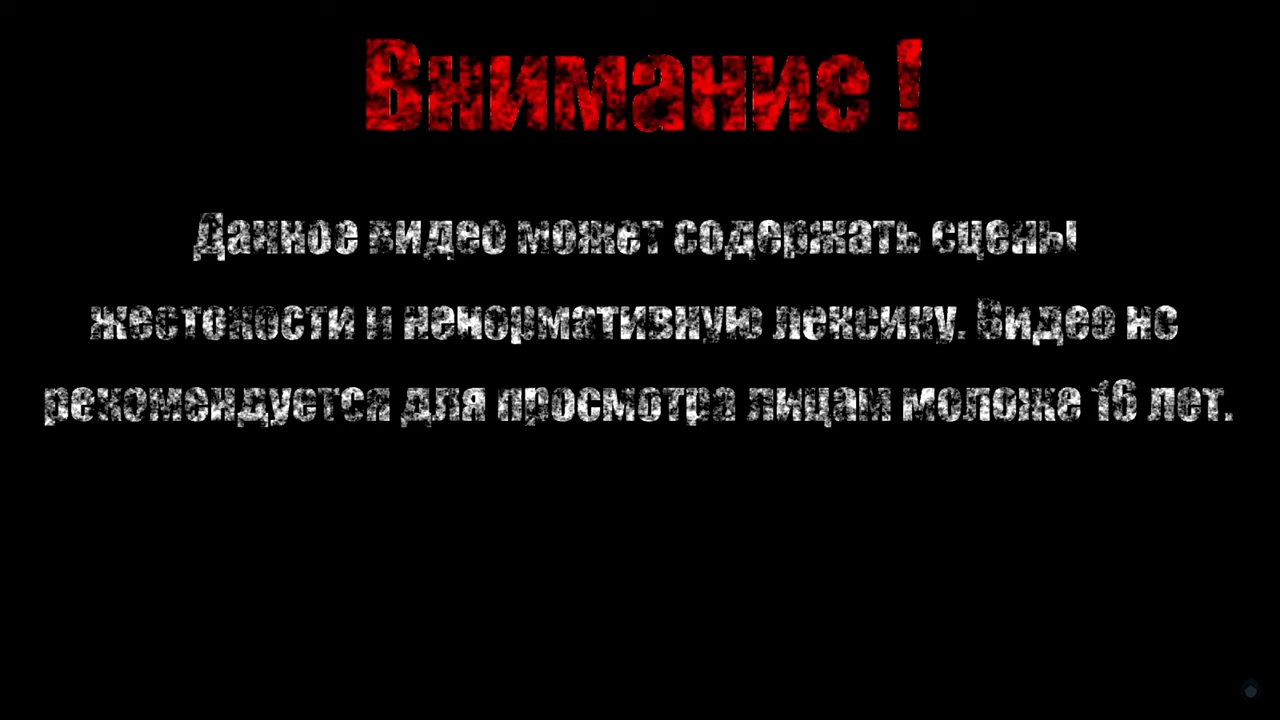 Внимание !
Данное видео может содержать сцены
жестокости и ненормативную лексику. Видео не
рекомендуется для просмотра лицам моложе 16 лет.